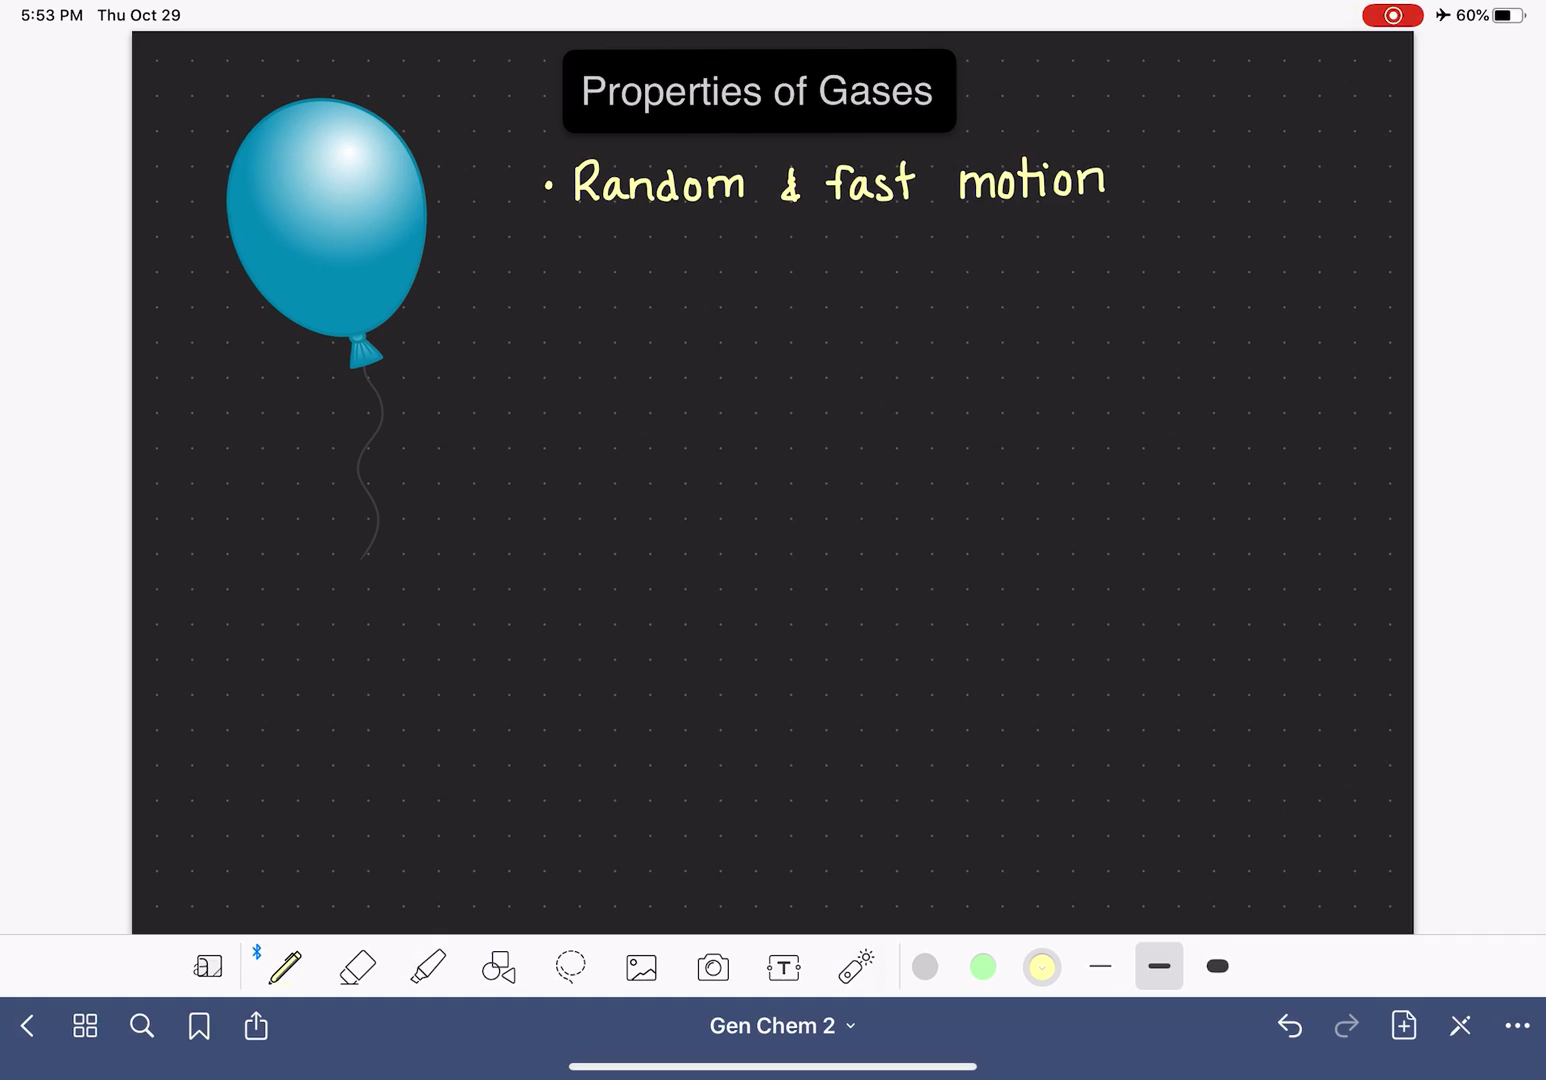 5:53 PM Thu Oct 29
60%
Properties of Gases
• Random & fast motion
T
Gen Chem 2